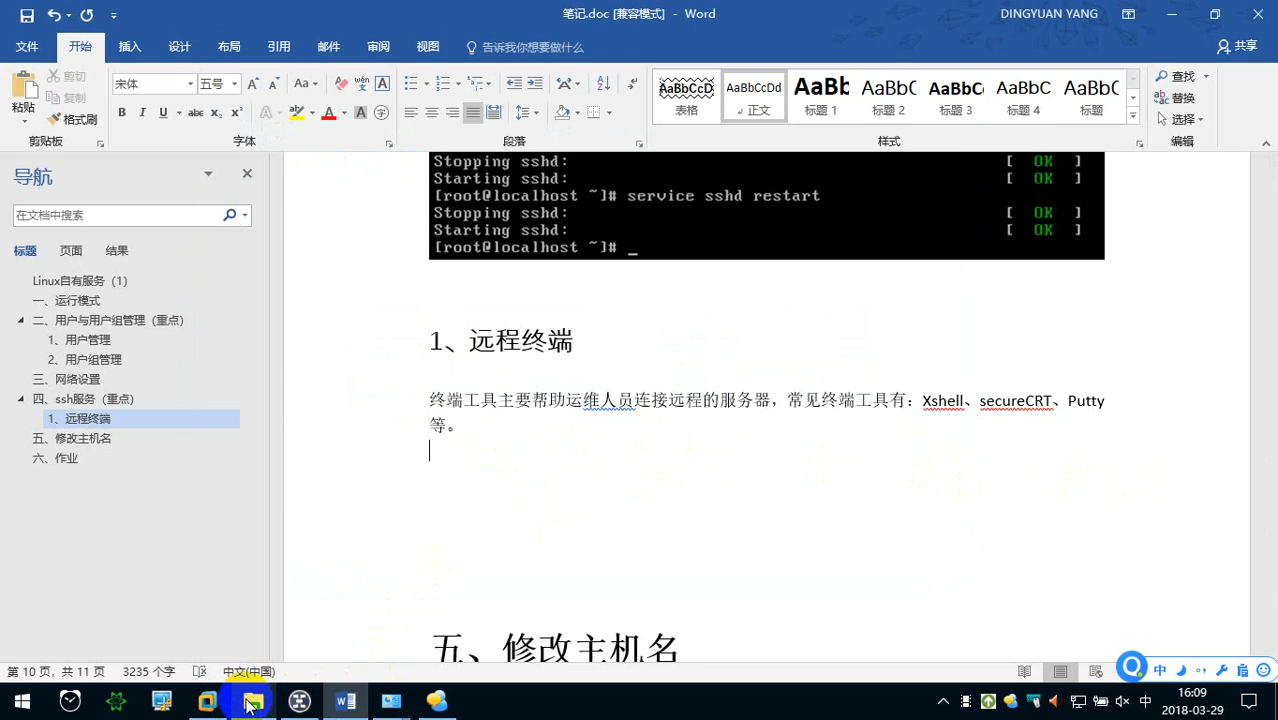 笔记.doc [兼容模式] - Word
DINGYUAN YANG
文件
开始
插入
设计
布局
引用
邮件
审阅
视图
告诉我你想要做什么
共享
粘贴
剪切
复制
格式刷
剪贴板
宋体
五号
字体
段落
AaBbCcD
表格
AaBbCcDd
正文
AaBb
标题 1
AaBbC
标题 2
AaBbC
标题 3
AaBbC
标题 4
AaBbC
标题
样式
查找
替换
选择
编辑
导航
在文档中搜索
标题
页面
结果
Linux自有服务（1）
一、运行模式
二、用户与用户组管理（重点）
1、用户管理
2、用户组管理
三、网络设置
四、ssh服务（重点）
1、远程终端
五、修改主机名
六、作业
Stopping sshd: [ OK ]
Starting sshd: [ OK ]
[root@localhost ~]# service sshd restart
Stopping sshd: [ OK ]
Starting sshd: [ OK ]
[root@localhost ~]# _
1、远程终端
终端工具主要帮助运维人员连接远程的服务器，常见终端工具有：Xshell、secureCRT、Putty
等。
五、修改主机名
第 10 页，共 11 页
3235 个字
中文(中国)
中
中
16:09
2018-03-29